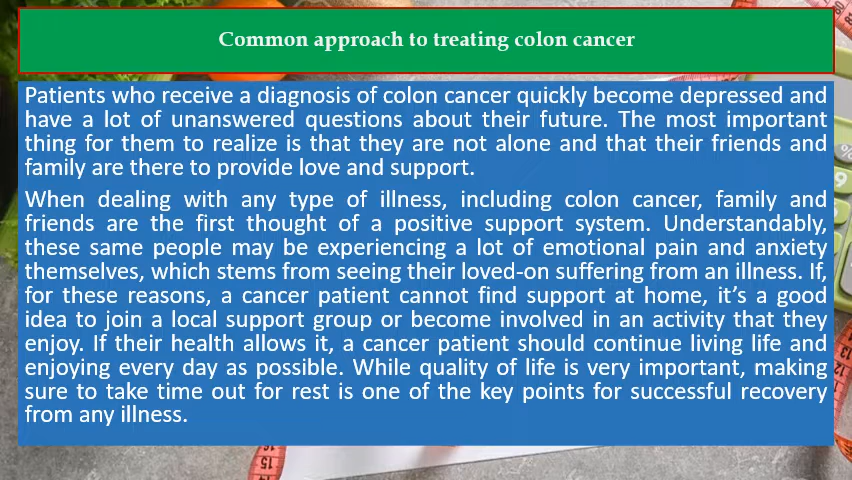 Common approach to treating colon cancer
Patients who receive a diagnosis of colon cancer quickly become depressed and
have a lot of unanswered questions about their future. The most important
thing for them to realize is that they are not alone and that their friends and
family are there to provide love and support.
When dealing with any type of illness, including colon cancer, family and
friends are the first thought of a positive support system. Understandably,
these same people may be experiencing a lot of emotional pain and anxiety
themselves, which stems from seeing their loved-on suffering from an illness. If,
for these reasons, a cancer patient cannot find support at home, it’s a good
idea to join a local support group or become involved in an activity that they
enjoy. If their health allows it, a cancer patient should continue living life and
enjoying every day as possible. While quality of life is very important, making
sure to take time out for rest is one of the key points for successful recovery
from any illness.